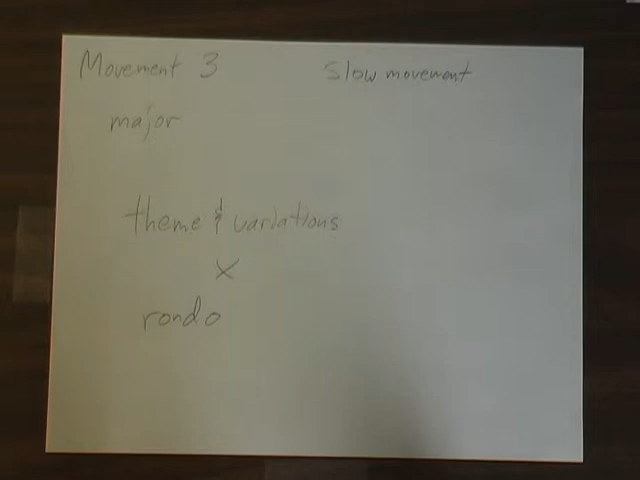 Movement 3 Slow movement
major
theme & variations
X
rondo